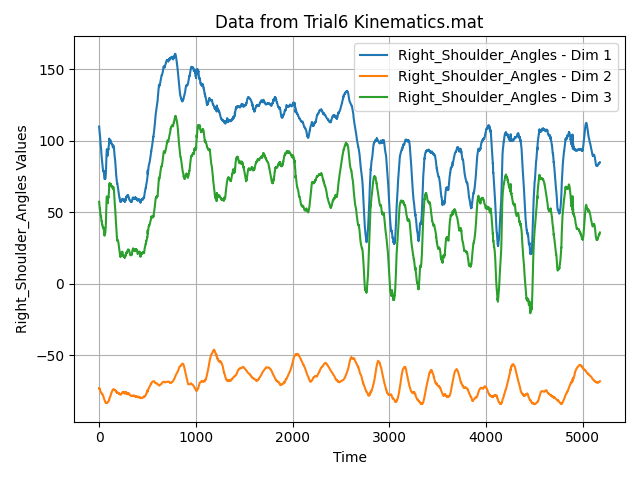 Data from Trial6 Kinematics.mat
Right_Shoulder_Angles - Dim 1
Right_Shoulder_Angles - Dim 2
Right_Shoulder_Angles - Dim 3
Right_Shoulder_Angles Values
150
100
50
0
−50
0 1000 2000 3000 4000 5000
Time